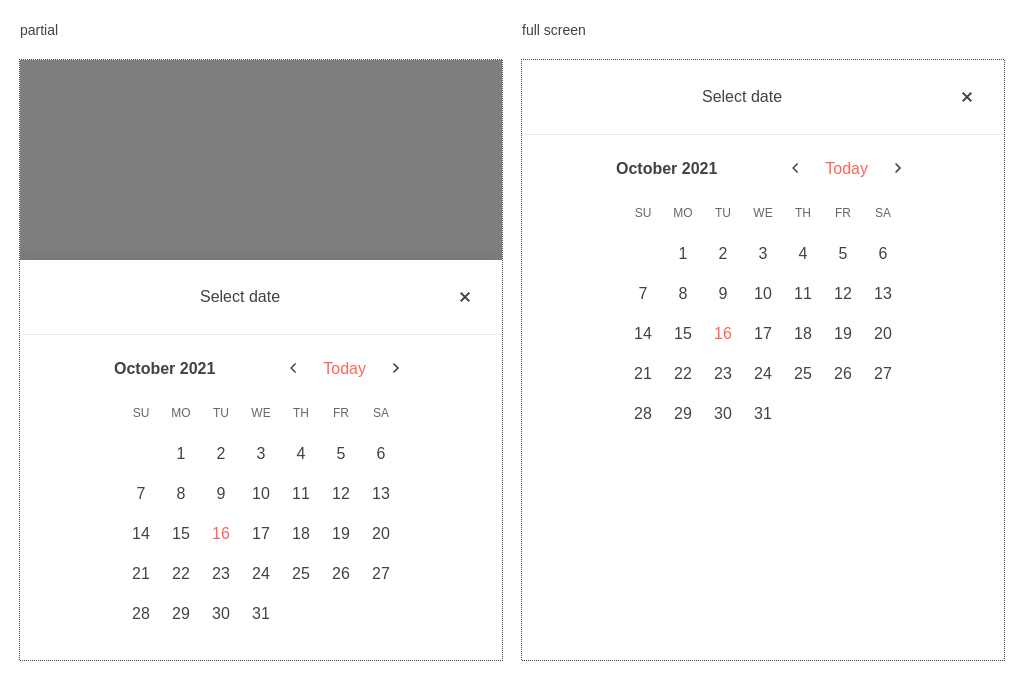 partial
Select date
October 2021 Today
SU MO TU WE TH FR SA
1 2 3 4 5 6
7 8 9 10 11 12 13
14 15 16 17 18 19 20
21 22 23 24 25 26 27
28 29 30 31
full screen
Select date
October 2021 Today
SU MO TU WE TH FR SA
1 2 3 4 5 6
7 8 9 10 11 12 13
14 15 16 17 18 19 20
21 22 23 24 25 26 27
28 29 30 31